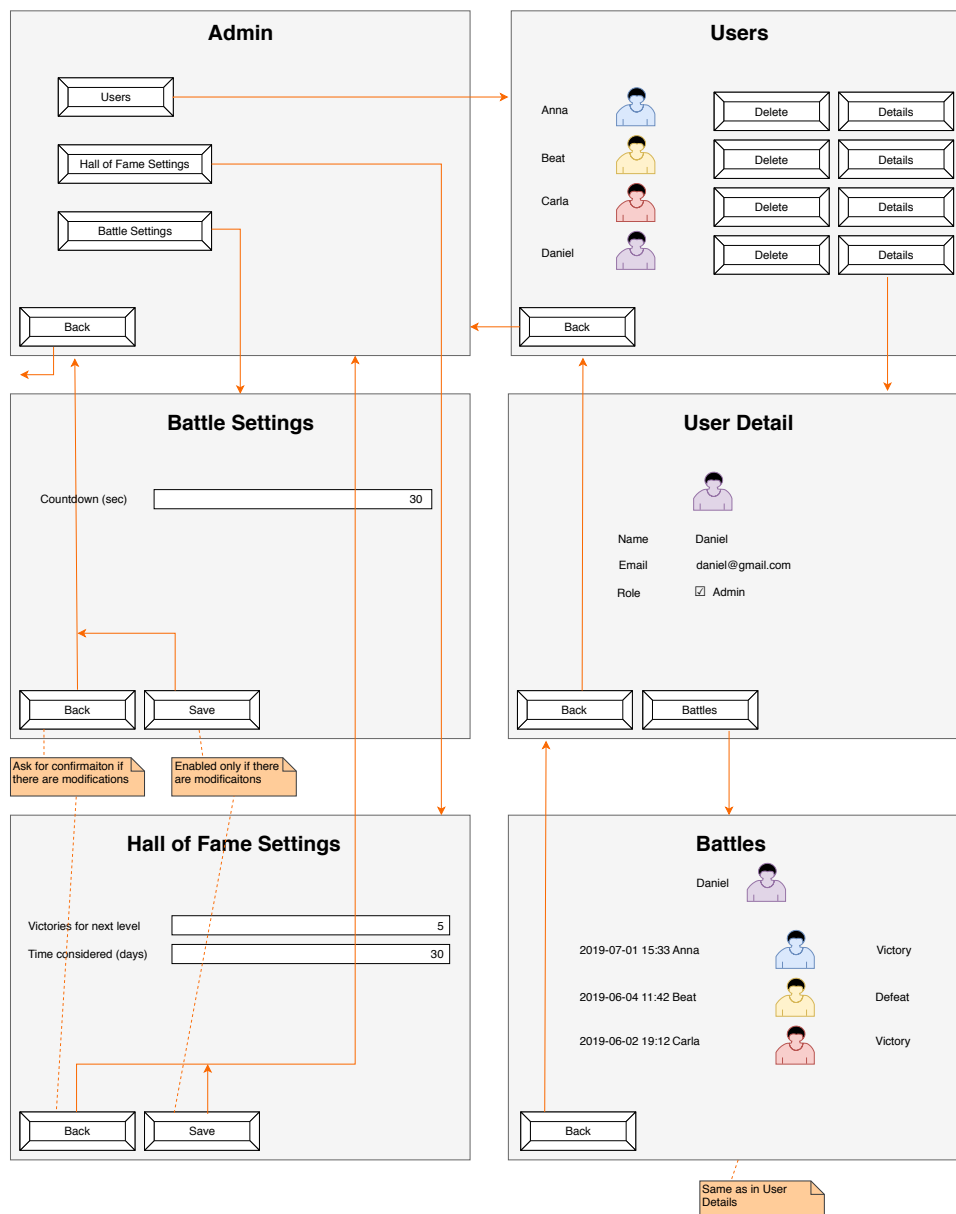 Admin
Users
Hall of Fame Settings
Battle Settings
Back
Users
Anna
Delete
Details
Beat
Delete
Details
Carla
Delete
Details
Daniel
Delete
Details
Back
Battle Settings
Countdown (sec)
30
Back
Save
Ask for confirmaiton if
there are modifications
Enabled only if there
are modificaitons
User Detail
Name
Daniel
Email
daniel@gmail.com
Role
☑ Admin
Back
Battles
Hall of Fame Settings
Victories for next level
5
Time considered (days)
30
Back
Save
Battles
Daniel
2019-07-01 15:33 Anna
Victory
2019-06-04 11:42 Beat
Defeat
2019-06-02 19:12 Carla
Victory
Back
Same as in User
Details